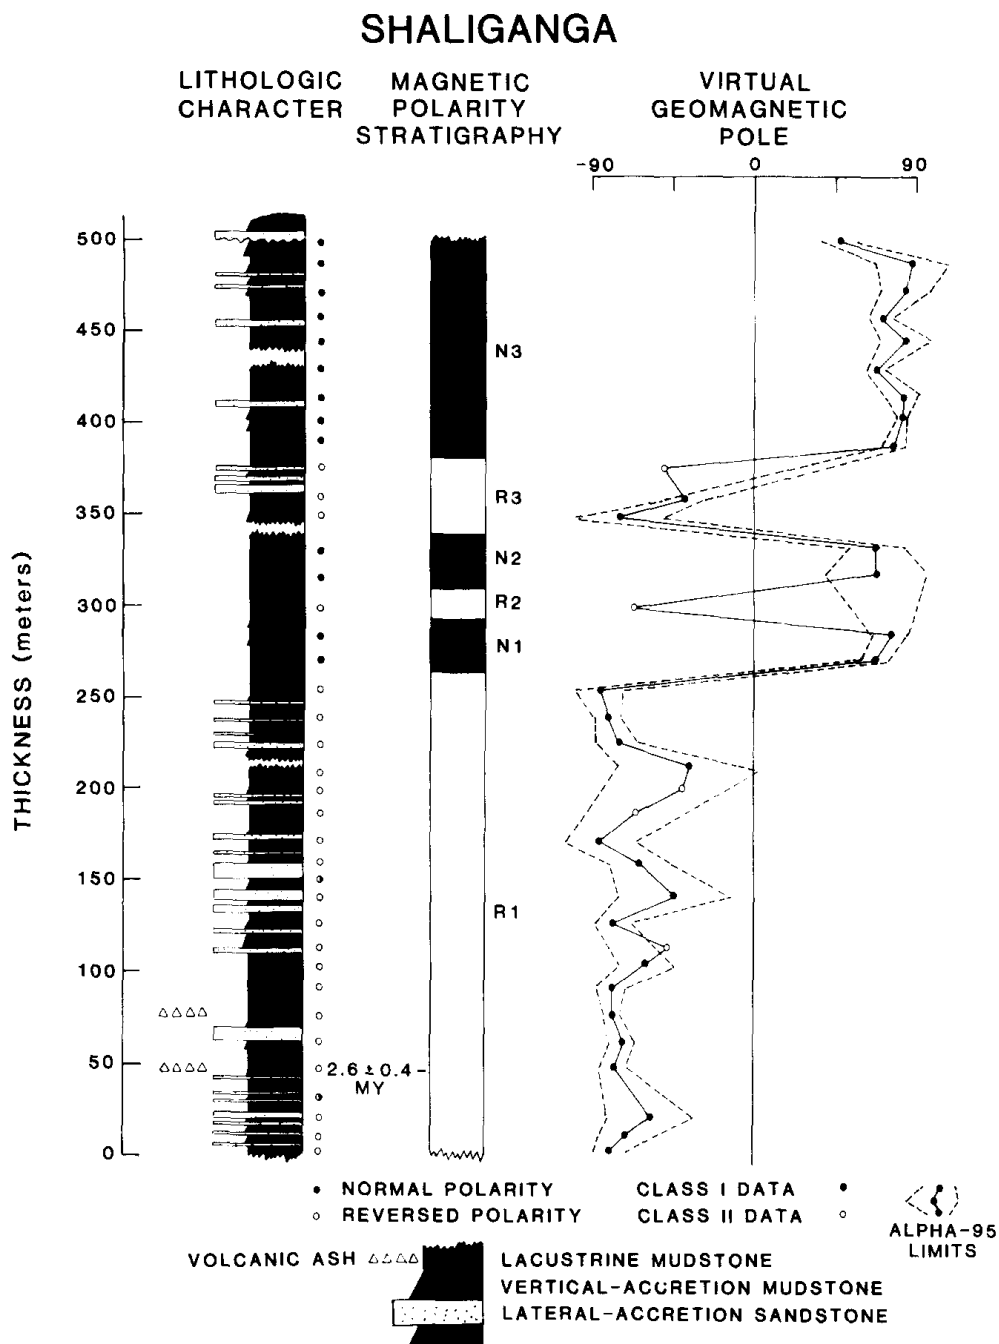 SHALIGANGA
LITHOLOGIC
CHARACTER
MAGNETIC
POLARITY
STRATIGRAPHY
VIRTUAL
GEOMAGNETIC
POLE
-90 0 90
THICKNESS (meters)
500
450
400
350
300
250
200
150
100
50
0
N3
R3
N2
R2
N1
R1
2.6 ± 0.4
MY
NORMAL POLARITY
REVERSED POLARITY
CLASS I DATA
CLASS II DATA
ALPHA-95
LIMITS
VOLCANIC ASH
LACUSTRINE MUDSTONE
VERTICAL-ACCRETION MUDSTONE
LATERAL-ACCRETION SANDSTONE